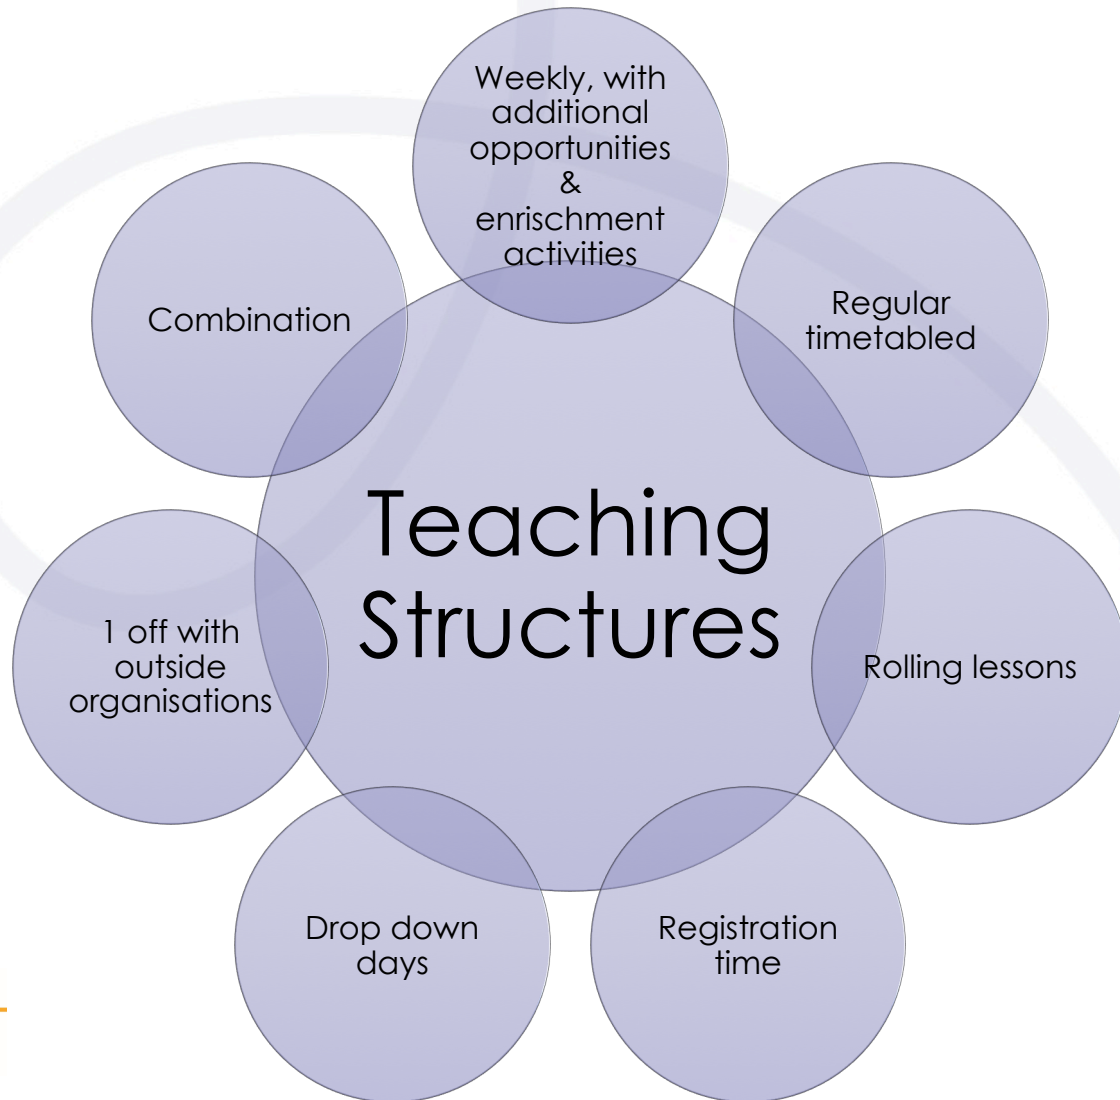 Weekly, with
additional
opportunities
&
enrischment
activities
Regular
timetabled
Rolling lessons
Registration
time
Drop down
days
1 off with
outside
organisations
Combination
Teaching
Structures